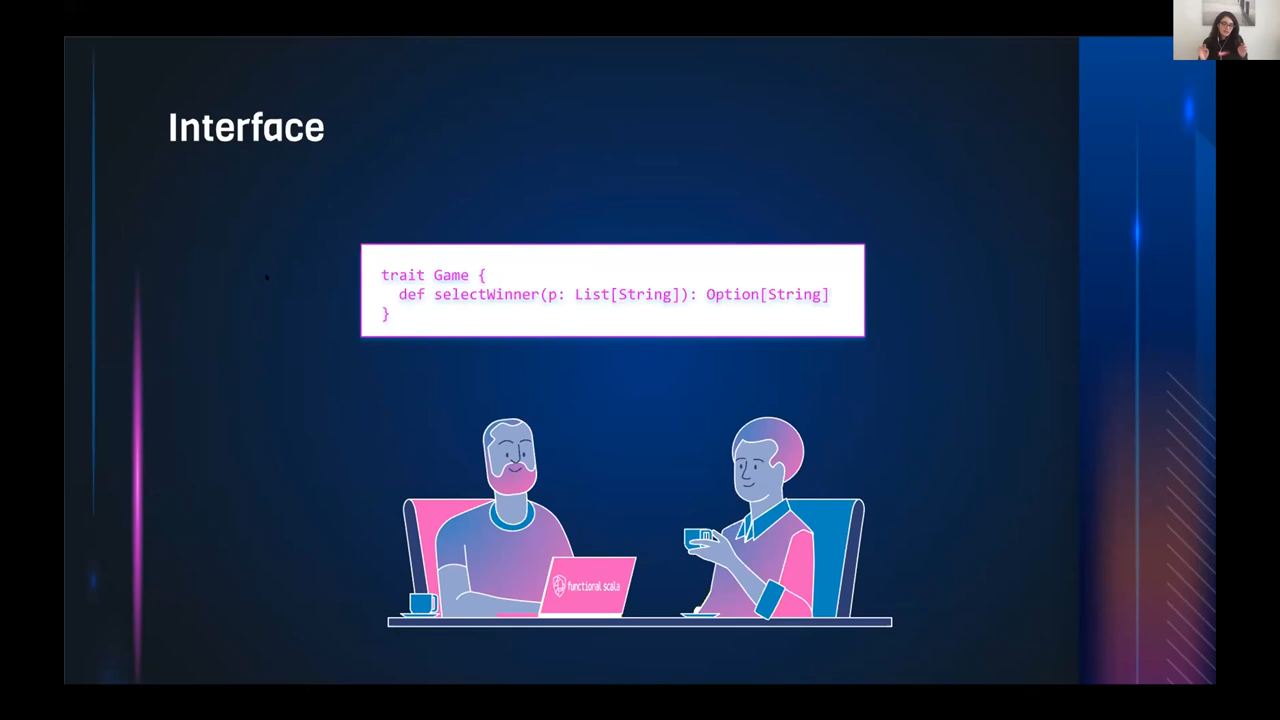 Interface
trait Game {
def selectWinner(p: List[String]): Option[String]
}
functional scala